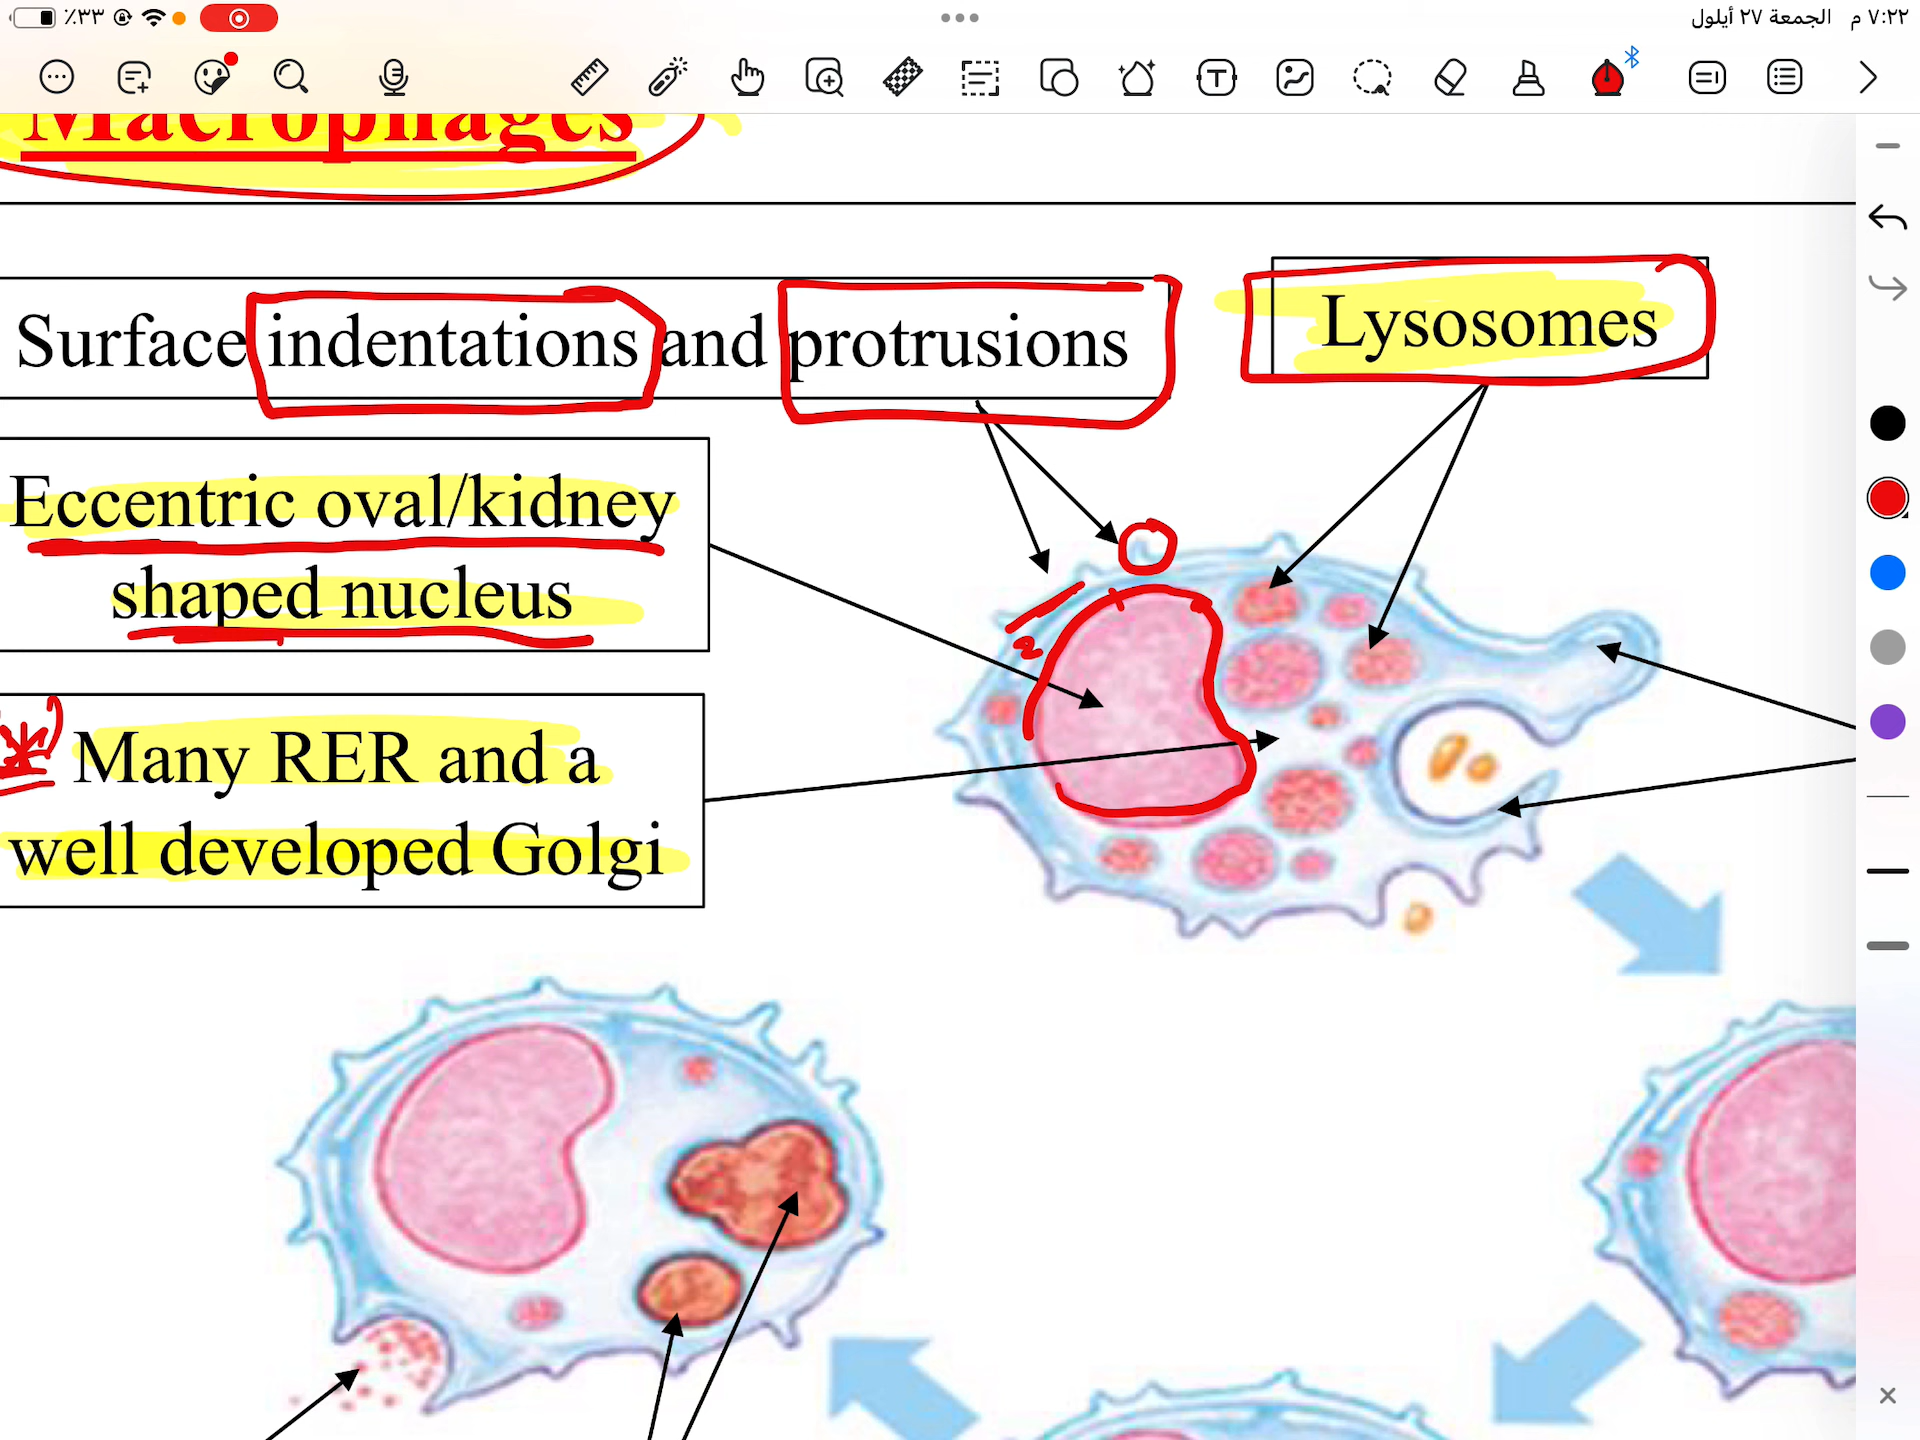 ٪٣٣
الجمعة ٢٧ أيلول ٧:٢٢ م
Macrophages
Surface indentations and protrusions
Lysosomes
Eccentric oval/kidney
shaped nucleus
Many RER and a
well developed Golgi